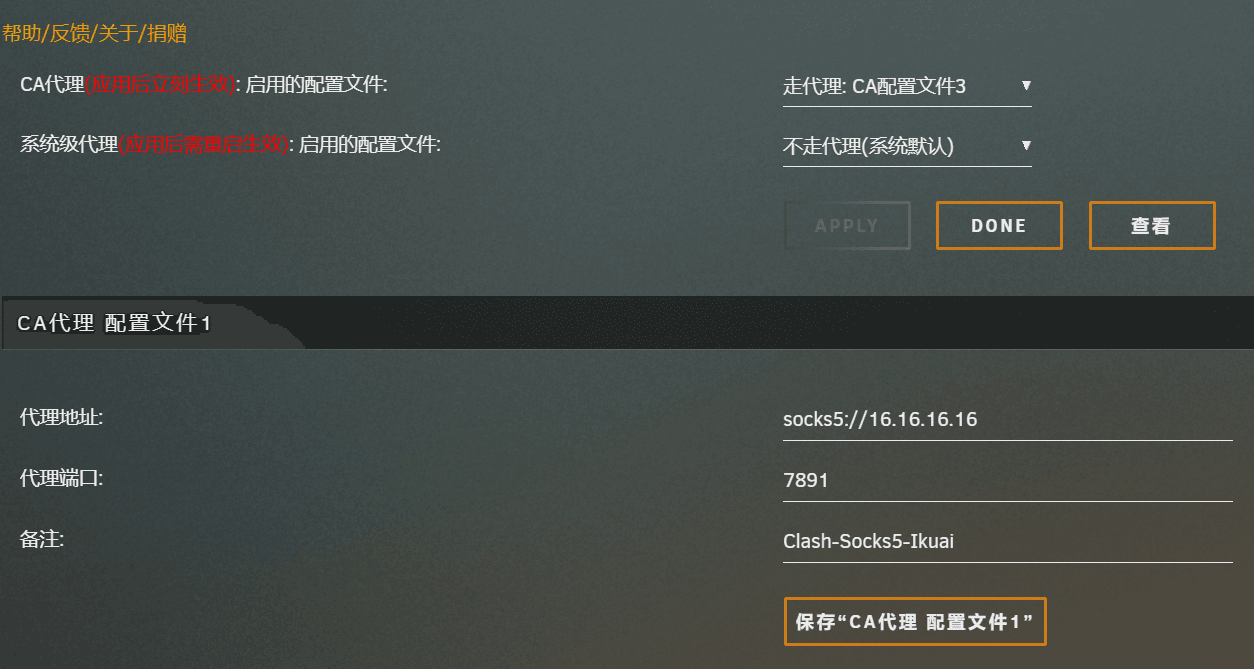 帮助/反馈/关于/捐赠
CA代理(应用后立刻生效): 启用的配置文件: 走代理: CA配置文件3 ▼
系统级代理(应用后需重启生效): 启用的配置文件: 不走代理(系统默认) ▼
APPLY DONE 查看
CA代理 配置文件1
代理地址: socks5://16.16.16.16
代理端口: 7891
备注: Clash-Socks5-Ikuai
保存“CA代理 配置文件1”